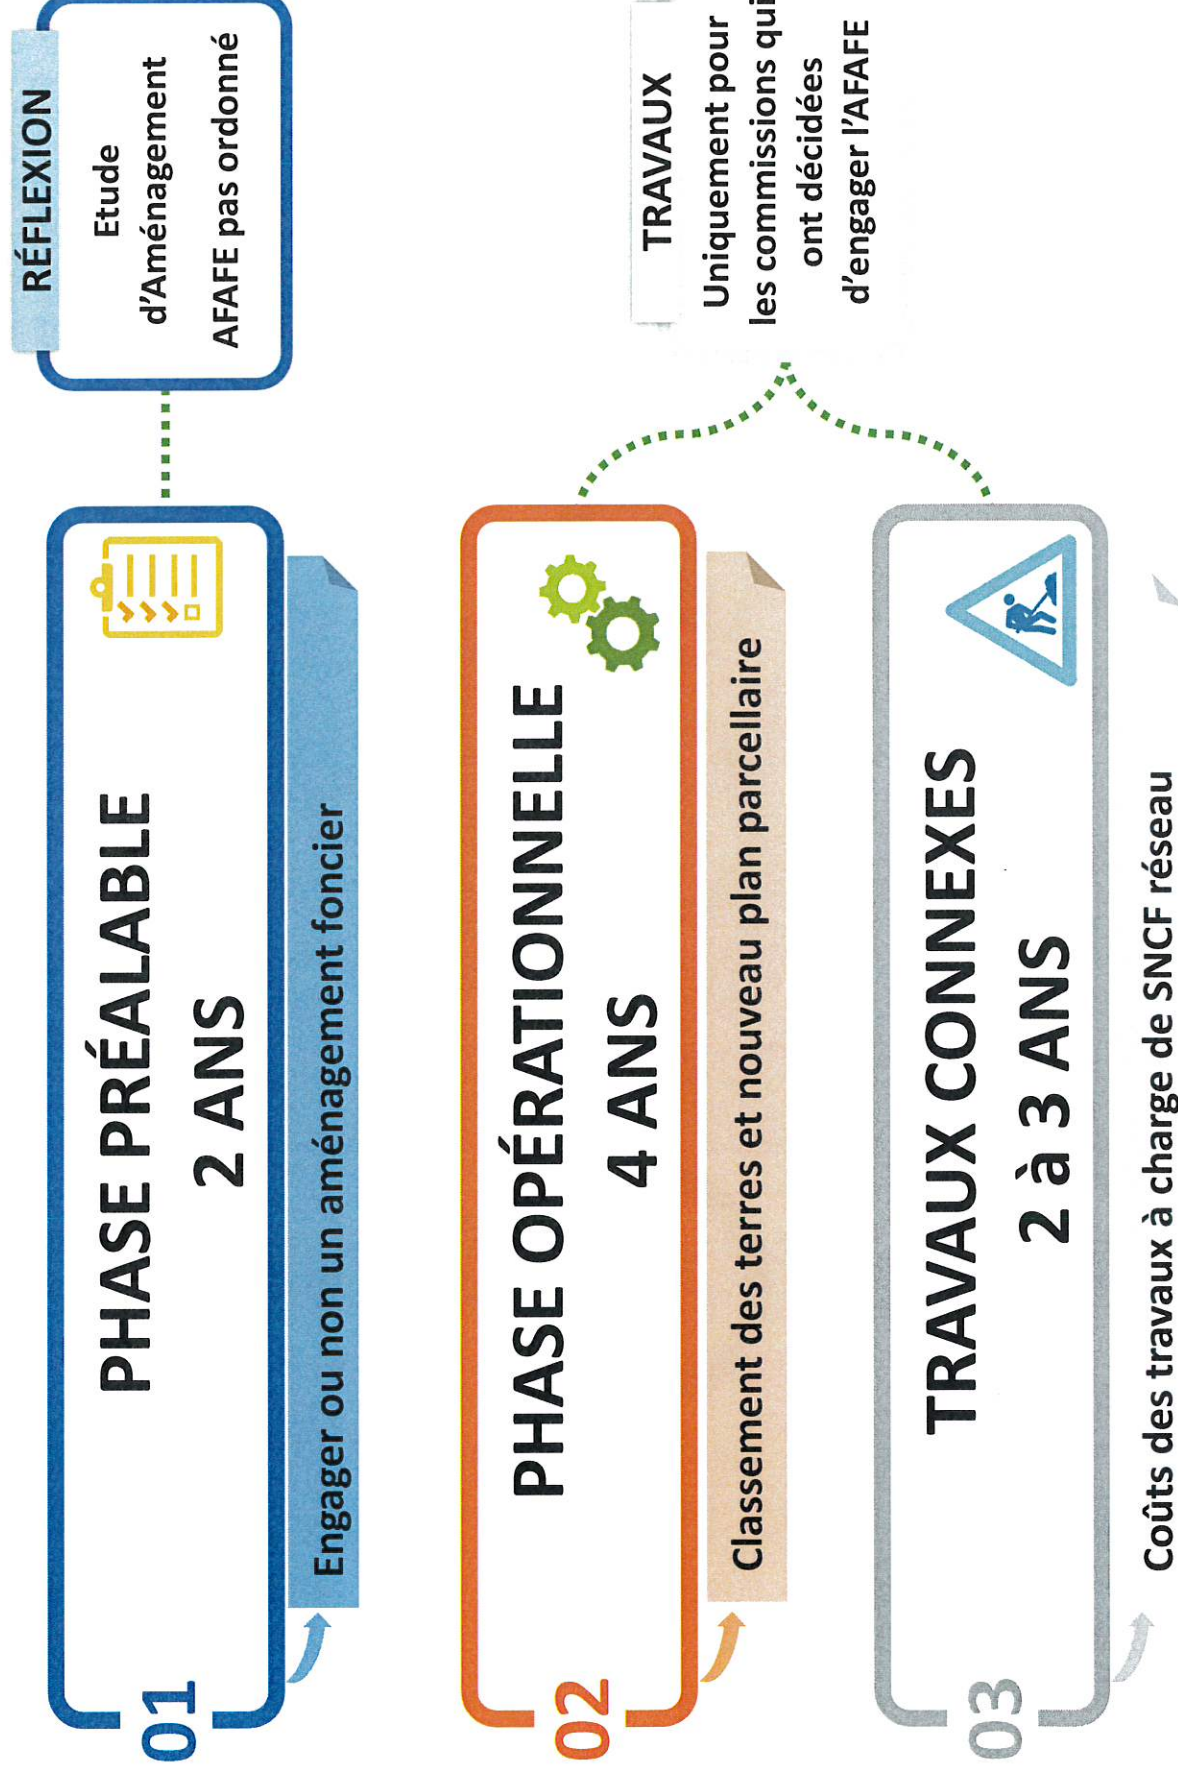 01
PHASE PRÉALABLE
2 ANS
Engager ou non un aménagement foncier
RÉFLEXION
Etude
d'Aménagement
AFAFE pas ordonné
02
PHASE OPÉRATIONNELLE
4 ANS
Classement des terres et nouveau plan parcellaire
03
TRAVAUX CONNEXES
2 à 3 ANS
Coûts des travaux à charge de SNCF réseau
TRAVAUX
Uniquement pour
les commissions qui
ont décidées
d'engager l'AFAFE